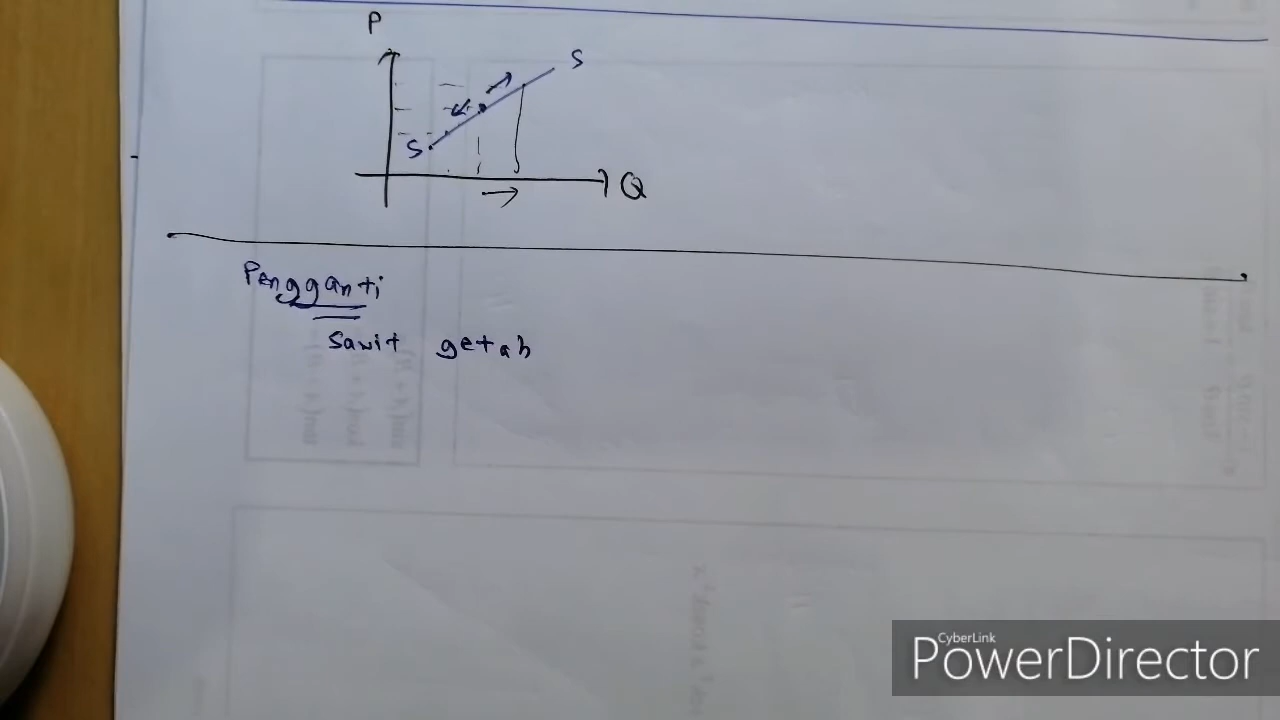 P
S
S
Q
Pengganti
Sawit getah
CyberLink
PowerDirector